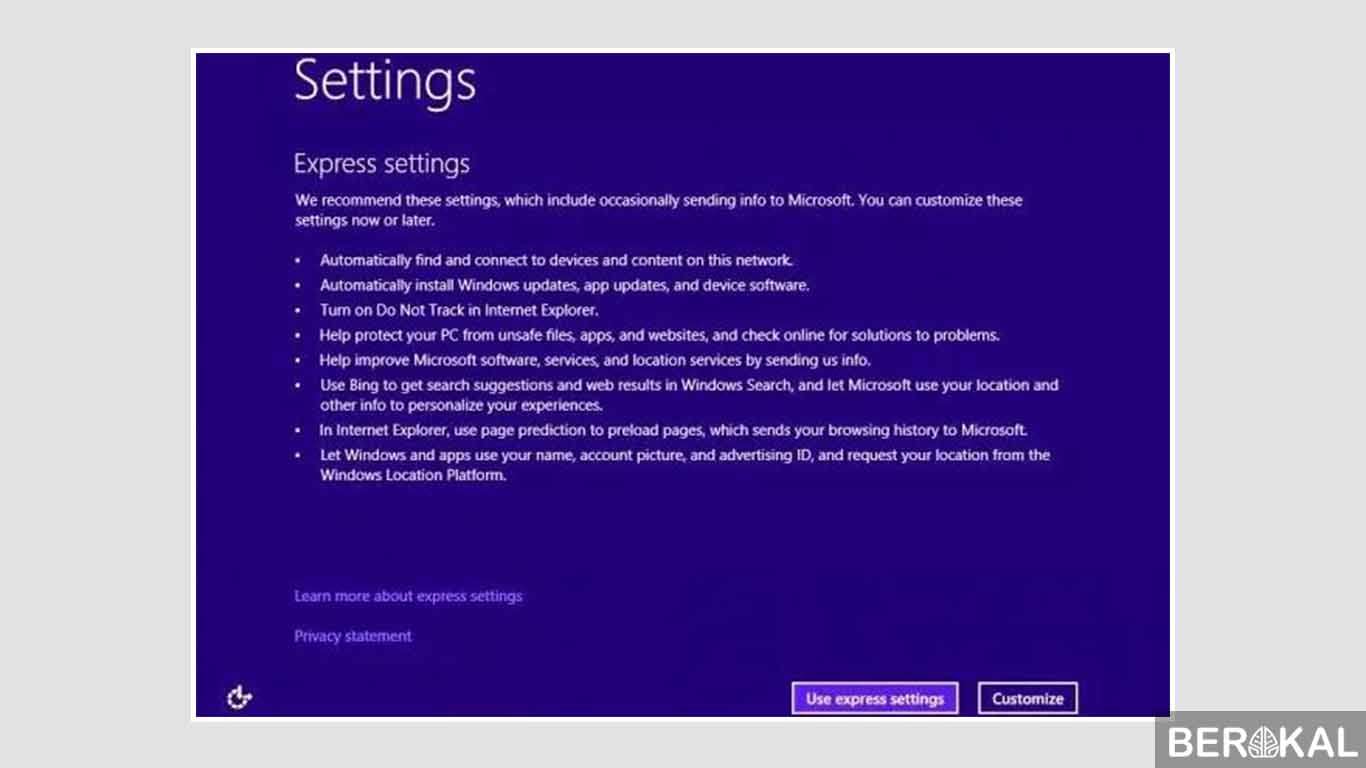 Settings
Express settings
We recommend these settings, which include occasionally sending info to Microsoft. You can customize these
settings now or later.
• Automatically find and connect to devices and content on this network.
• Automatically install Windows updates, app updates, and device software.
• Turn on Do Not Track in Internet Explorer.
• Help protect your PC from unsafe files, apps, and websites, and check online for solutions to problems.
• Help improve Microsoft software, services, and location services by sending us info.
• Use Bing to get search suggestions and web results in Windows Search, and let Microsoft use your location and
other info to personalize your experiences.
• In Internet Explorer, use page prediction to preload pages, which sends your browsing history to Microsoft.
• Let Windows and apps use your name, account picture, and advertising ID, and request your location from the
Windows Location Platform.
Learn more about express settings
Privacy statement
Use express settings
Customize
BEROKAL